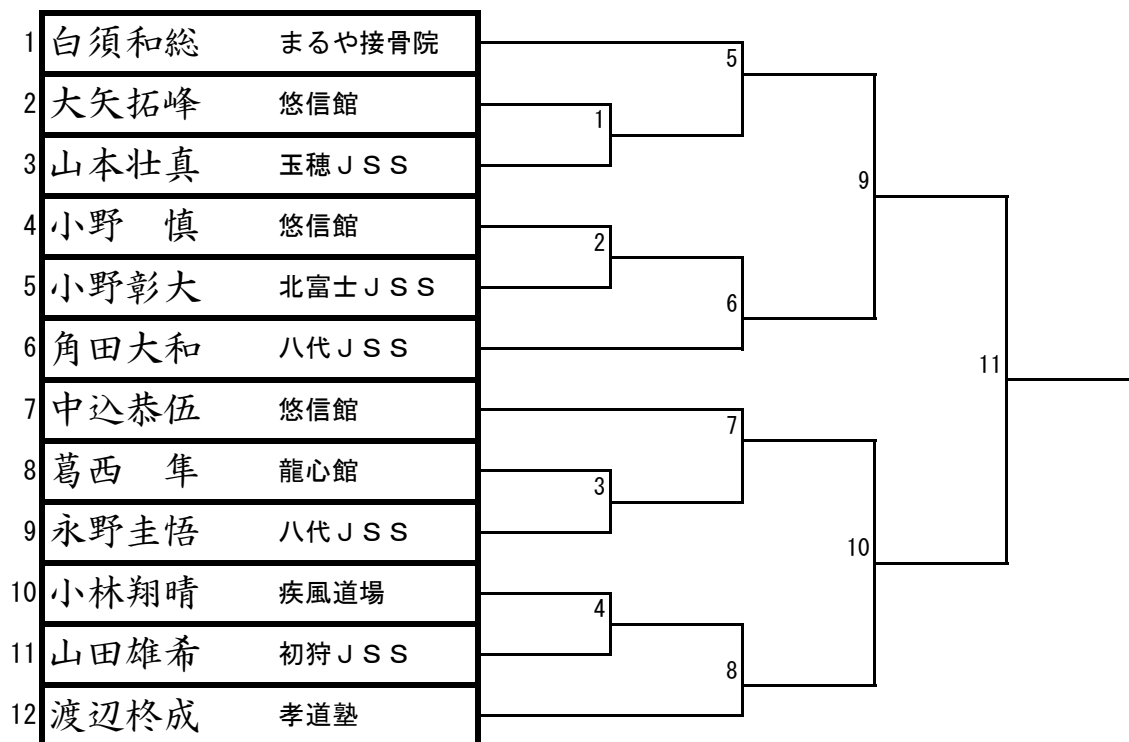 1 白須和総 まるや接骨院
2 大矢拓峰 悠信館
3 山本壮真 玉穂ＪＳＳ
4 小野　慎 悠信館
5 小野彰大 北富士ＪＳＳ
6 角田大和 八代ＪＳＳ
7 中込恭伍 悠信館
8 葛西　隼 龍心館
9 永野圭悟 八代ＪＳＳ
10 小林翔晴 疾風道場
11 山田雄希 初狩ＪＳＳ
12 渡辺柊成 孝道塾
1
2
3
4
5
6
7
8
9
10
11